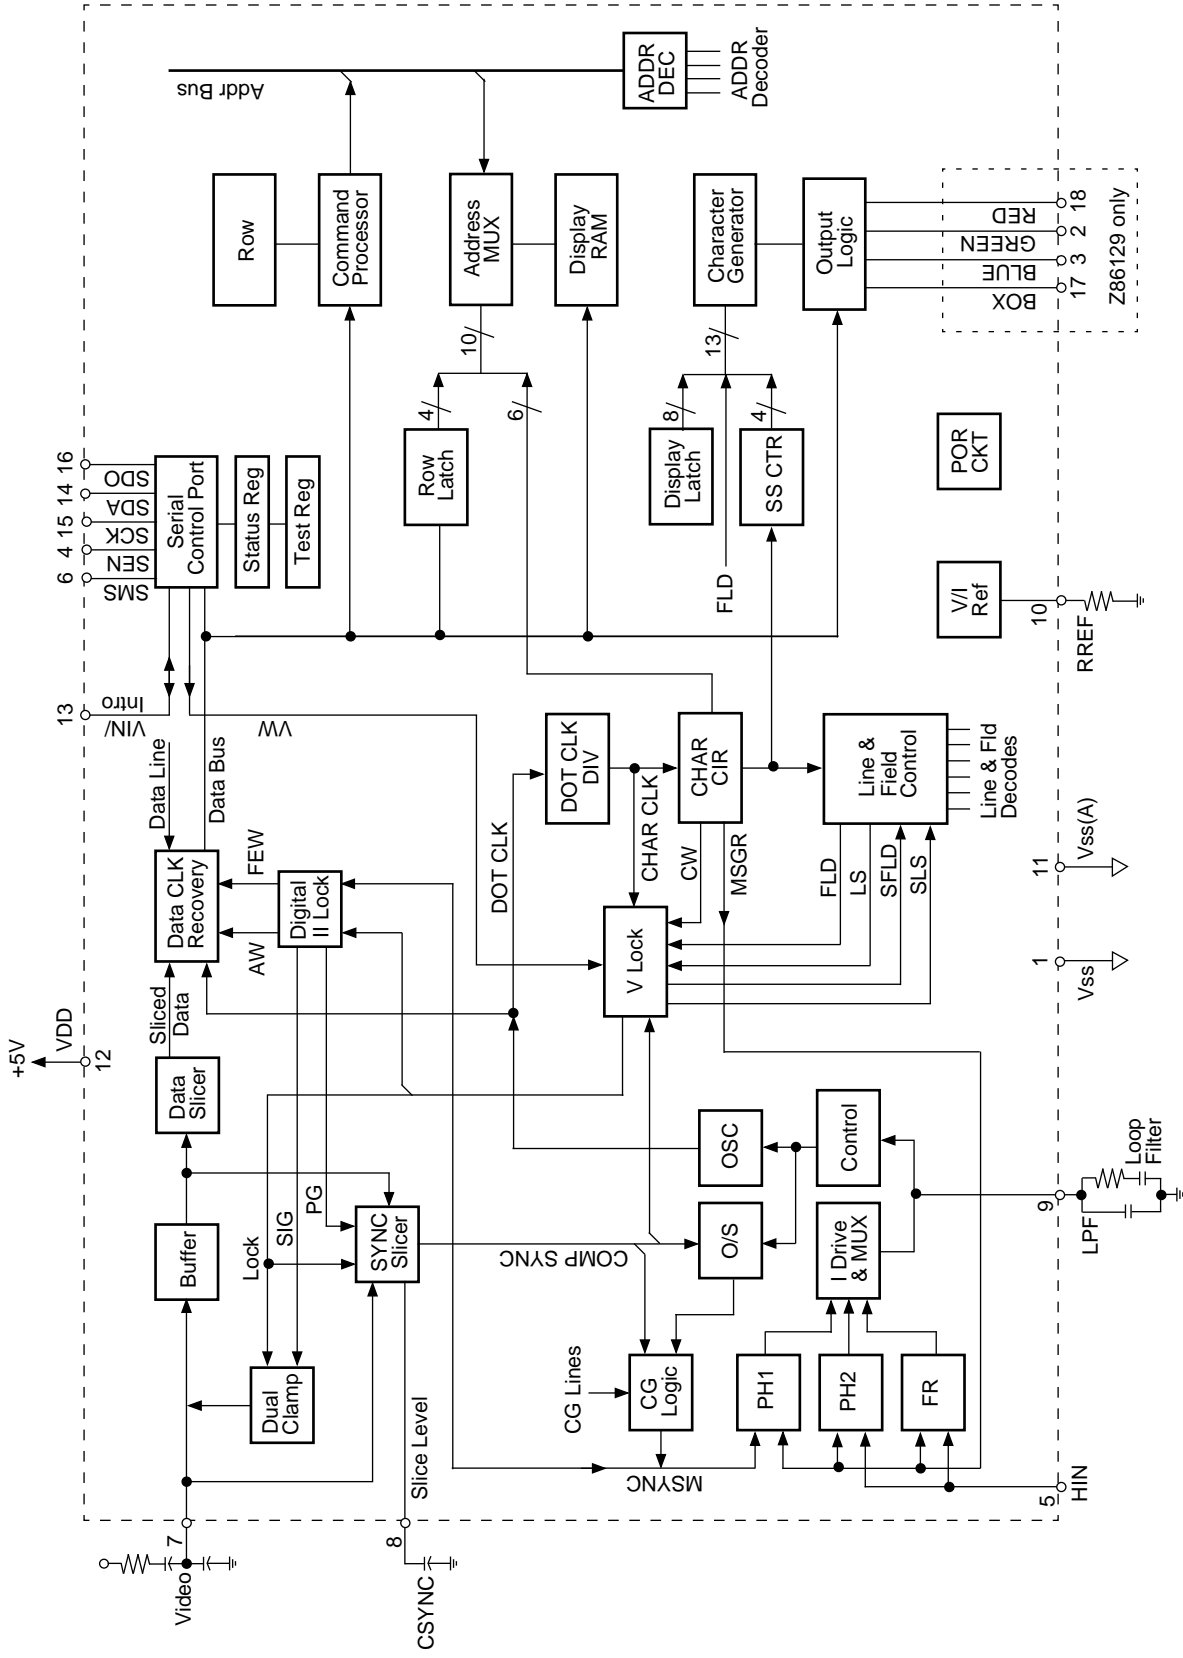 Video
7
CSYNC
8
Slice Level
+5V
VDD
12
VIN/
Intro
13
SMS
6
SEN
4
SCK
15
SDA
14
SDO
16
Dual
Clamp
Buffer
Data
Slicer
Sliced
Data
Data CLK
Recovery
Data Line
Data Bus
VW
Serial
Control Port
Status Reg
Test Reg
Addr Bus
Lock
SIG
PG
AW
FEW
Digital
II Lock
SYNC
Slicer
COMP SYNC
Row
Command
Processor
Address
MUX
Display
RAM
ADDR
DEC
ADDR
Decoder
Row
Latch
4
10
6
DOT CLK
DOT CLK
DIV
CHAR CLK
CHAR
CIR
CW
MSGR
V Lock
FLD
LS
SFLD
SLS
Line &
Field
Control
Line & Fld
Decodes
Display
Latch
8
FLD
SS CTR
4
13
Character
Generator
Output
Logic
CG Lines
CG
Logic
MSYNC
O/S
OSC
Control
I Drive
& MUX
PH1
PH2
FR
HIN
5
LPF
9
Loop
Filter
Vss
1
Vss(A)
11
V/I
Ref
RREF
10
POR
CKT
BOX
BLUE
GREEN
RED
17
3
2
18
Z86129 only